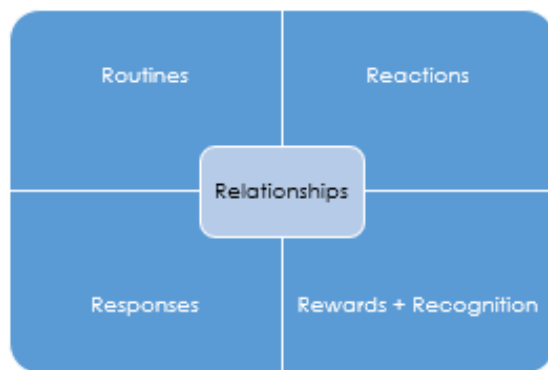 Routines
Reactions
Relationships
Responses
Rewards + Recognition